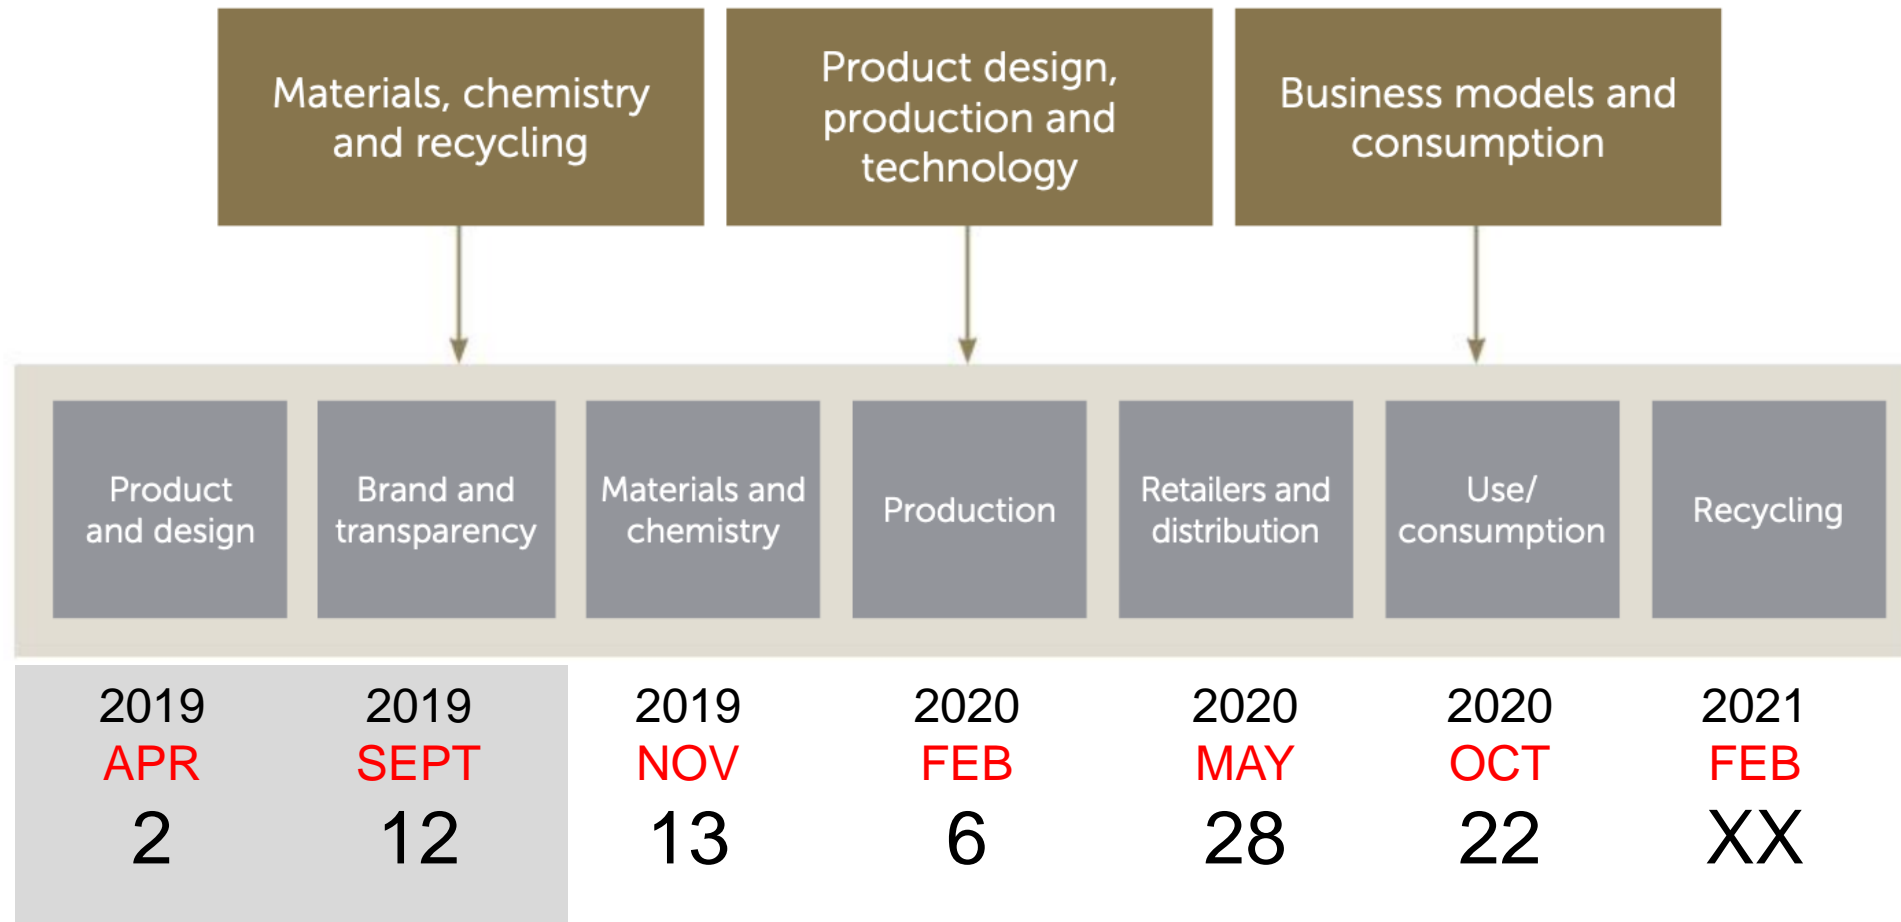 Materials, chemistry
and recycling
Product design,
production and
technology
Business models and
consumption
Product
and design
Brand and
transparency
Materials and
chemistry
Production
Retailers and
distribution
Use/
consumption
Recycling
2019
APR
2
2019
SEPT
12
2019
NOV
13
2020
FEB
6
2020
MAY
28
2020
OCT
22
2021
FEB
XX